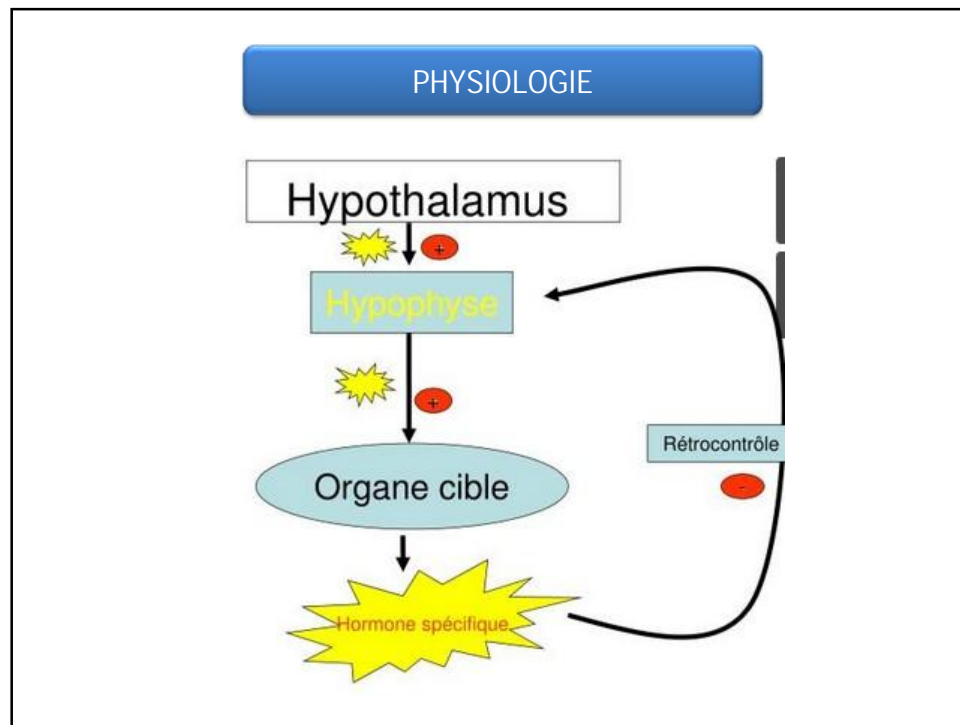 PHYSIOLOGIE
Hypothalamus
+
Hypophyse
+
Organe cible
Rétrocontrôle
-
Hormone spécifique